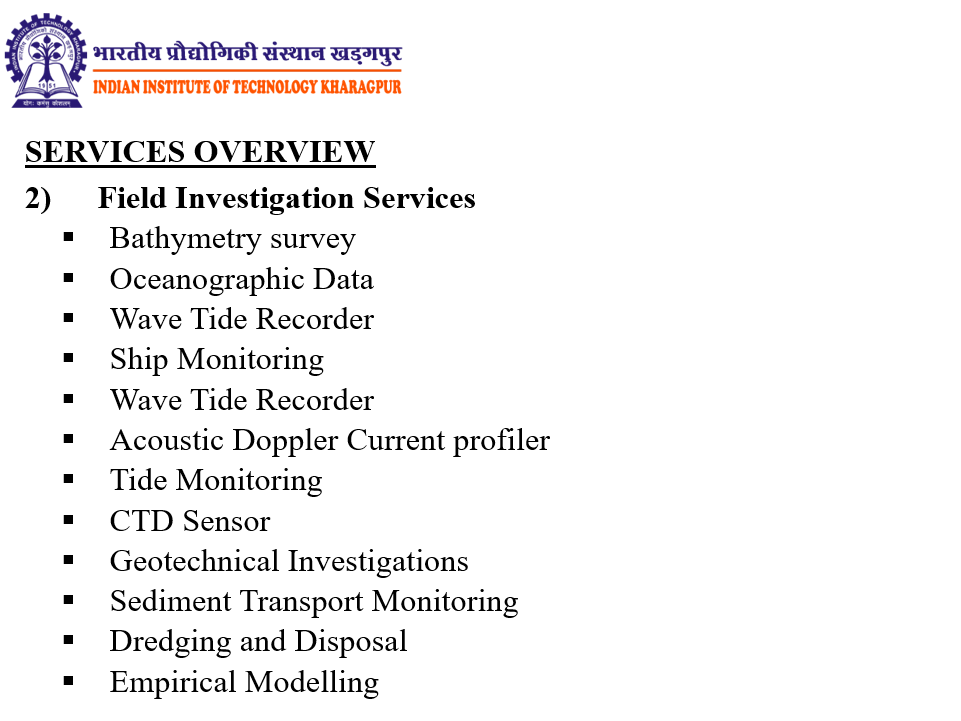 भारतीय प्रौद्योगिकी संस्थान खड़गपुर
INDIAN INSTITUTE OF TECHNOLOGY KHARAGPUR
SERVICES OVERVIEW
2) Field Investigation Services
▪ Bathymetry survey
▪ Oceanographic Data
▪ Wave Tide Recorder
▪ Ship Monitoring
▪ Wave Tide Recorder
▪ Acoustic Doppler Current profiler
▪ Tide Monitoring
▪ CTD Sensor
▪ Geotechnical Investigations
▪ Sediment Transport Monitoring
▪ Dredging and Disposal
▪ Empirical Modelling